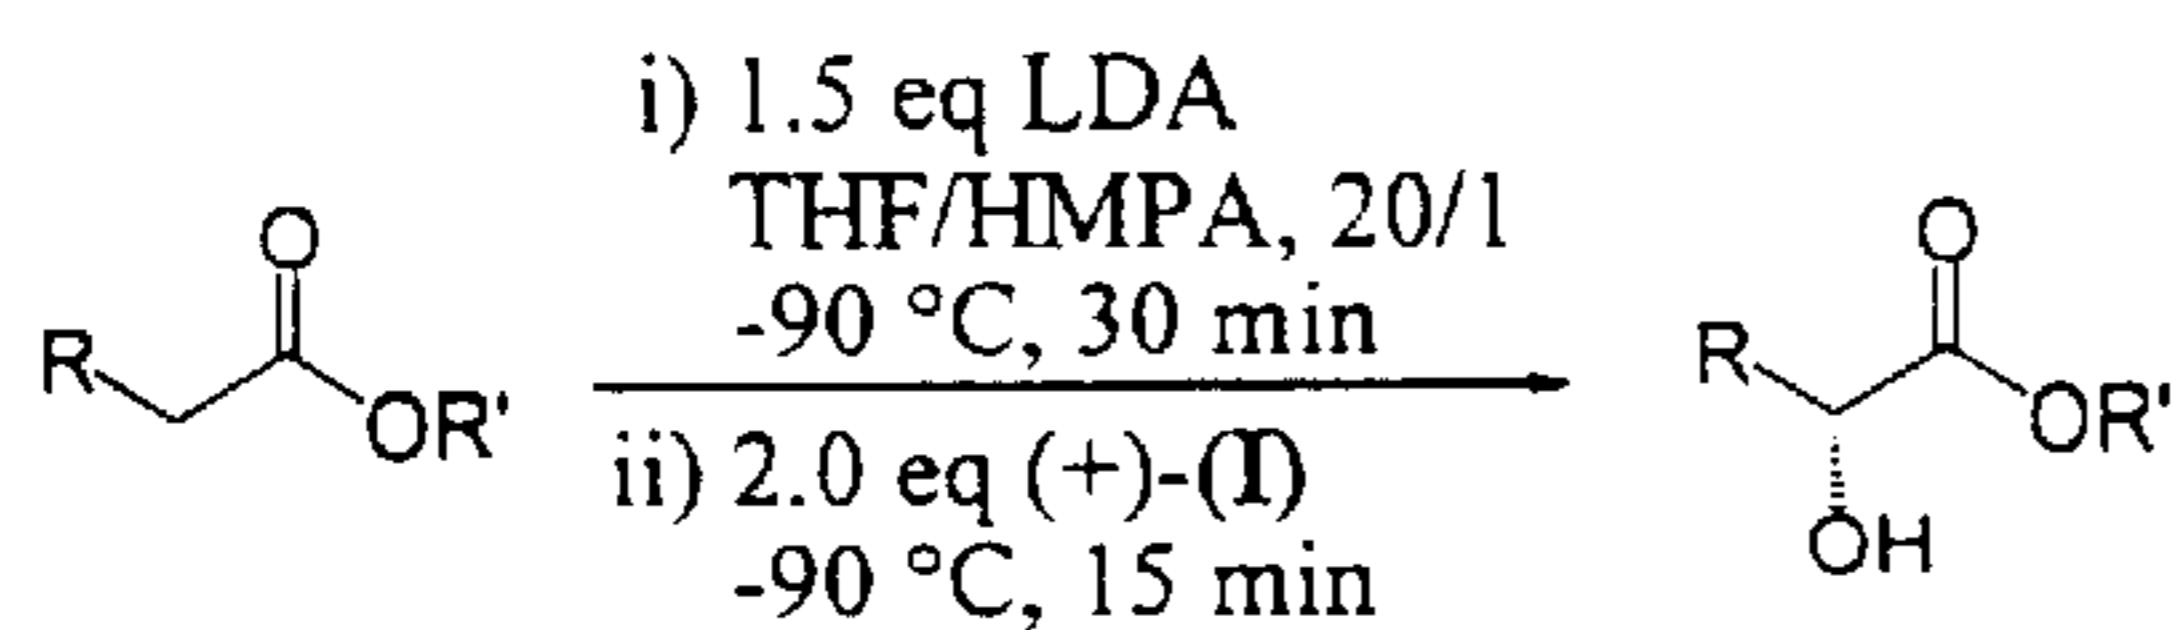 i) 1.5 eq LDA
THF/HMPA, 20/1
-90 °C, 30 min
ii) 2.0 eq (+)-(I)
-90 °C, 15 min
O
R
OR'
O
R
OR'
OH